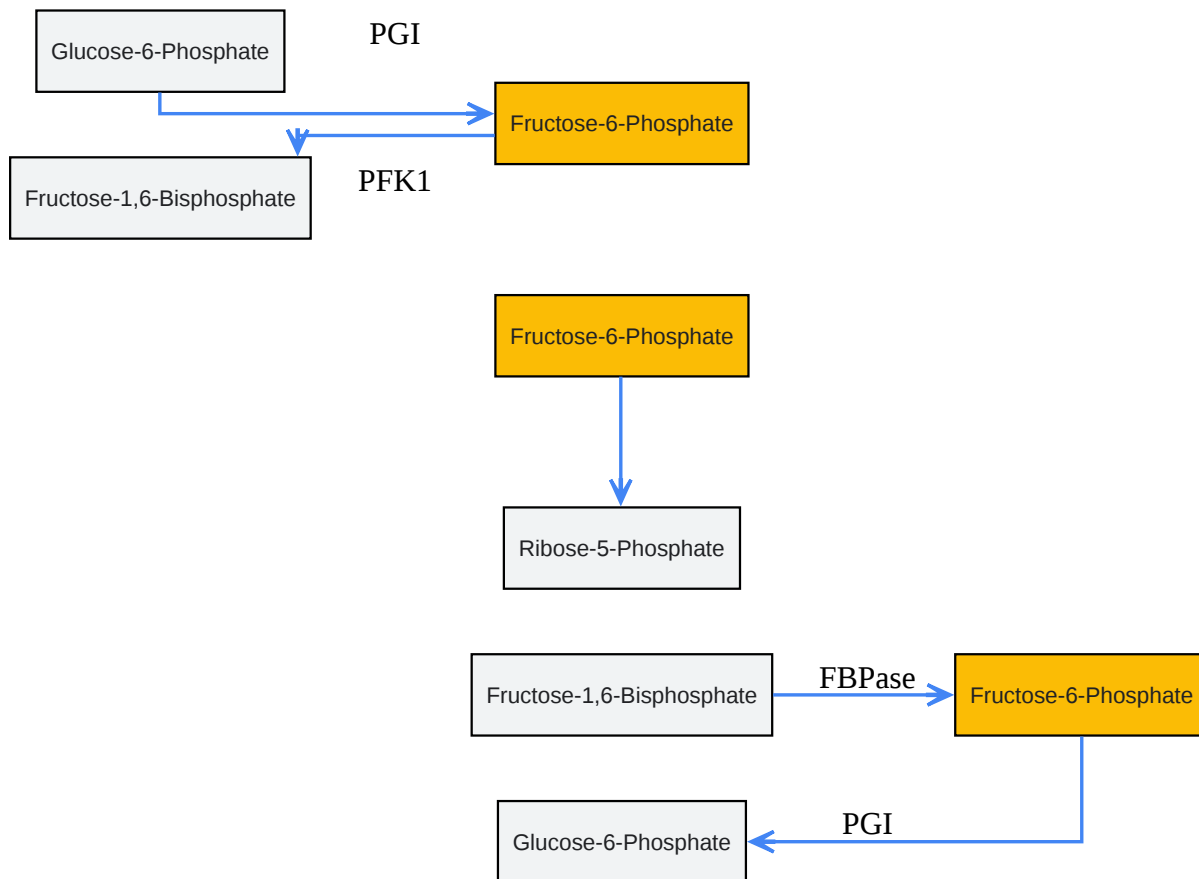 Glucose-6-Phosphate
PGI
Fructose-6-Phosphate
Fructose-1,6-Bisphosphate
PFK1
Fructose-6-Phosphate
Ribose-5-Phosphate
Fructose-1,6-Bisphosphate
FBPase
Fructose-6-Phosphate
Glucose-6-Phosphate
PGI